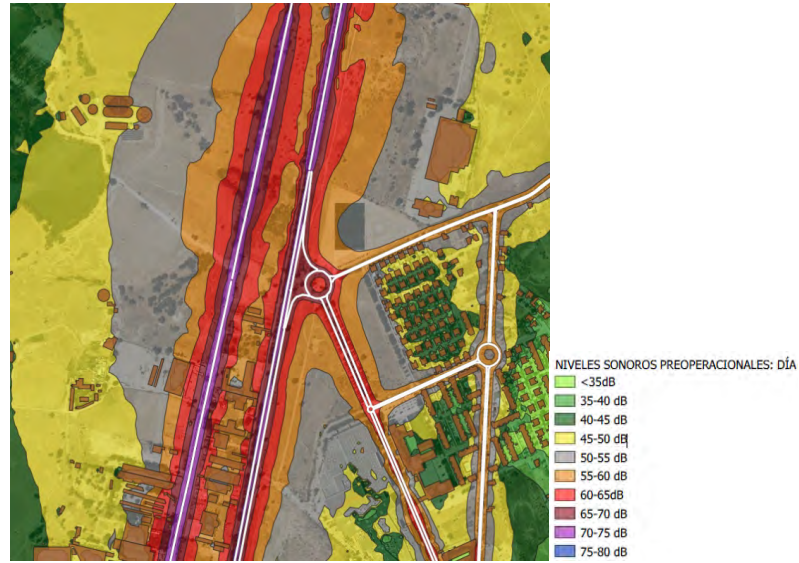 NIVELES SONOROS PREOPERACIONALES: DÍA
<35dB
35-40 dB
40-45 dB
45-50 dB
50-55 dB
55-60 dB
60-65dB
65-70 dB
70-75 dB
75-80 dB